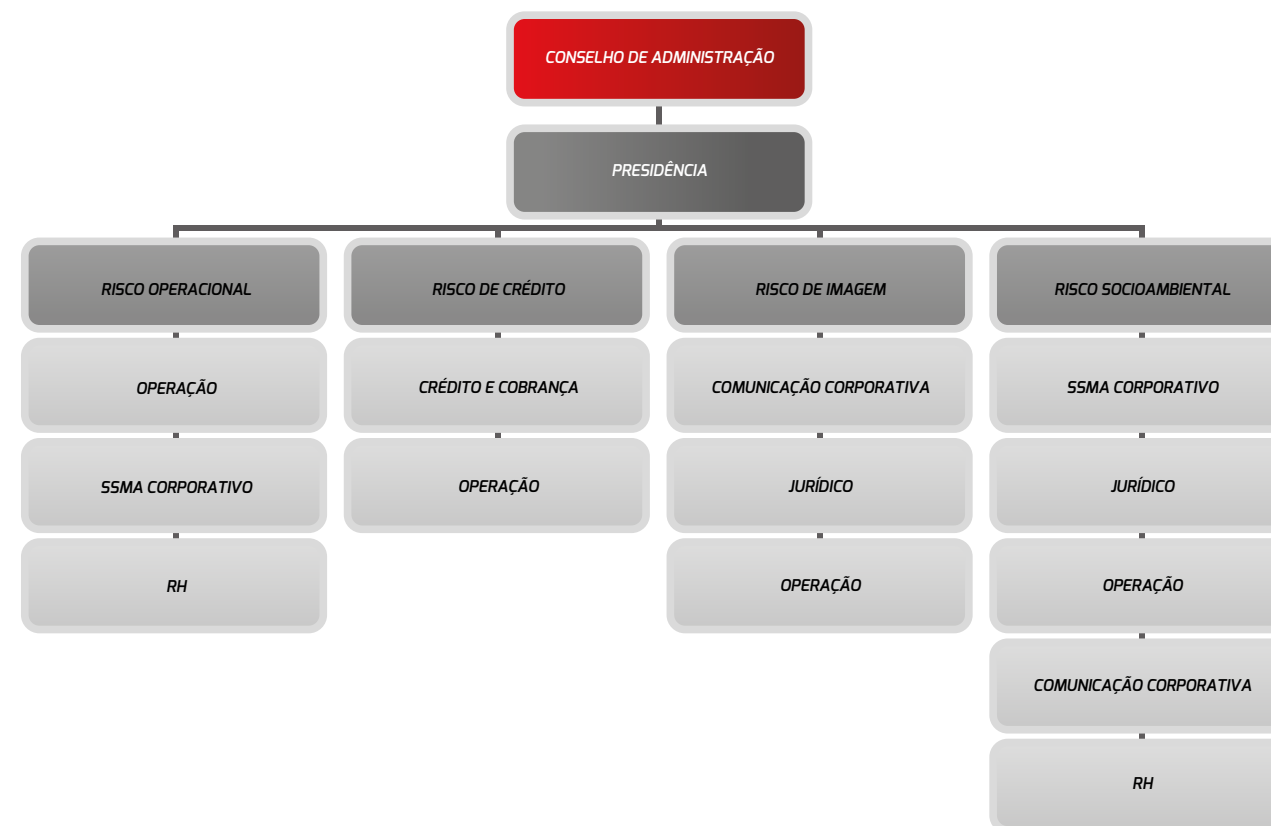 CONSELHO DE ADMINISTRAÇÃO
PRESIDÊNCIA
RISCO OPERACIONAL
OPERAÇÃO
SSMA CORPORATIVO
RH
RISCO DE CRÉDITO
CRÉDITO E COBRANÇA
OPERAÇÃO
RISCO DE IMAGEM
COMUNICAÇÃO CORPORATIVA
JURÍDICO
OPERAÇÃO
RISCO SOCIOAMBIENTAL
SSMA CORPORATIVO
JURÍDICO
OPERAÇÃO
COMUNICAÇÃO CORPORATIVA
RH